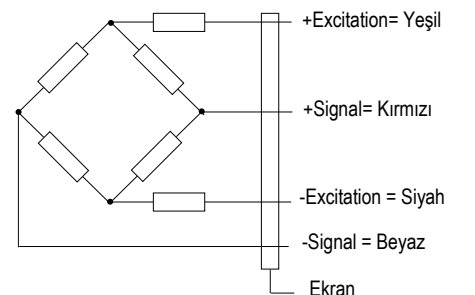 +Excitation= Yeşil
+Signal= Kırmızı
-Excitation = Siyah
-Signal = Beyaz
Ekran